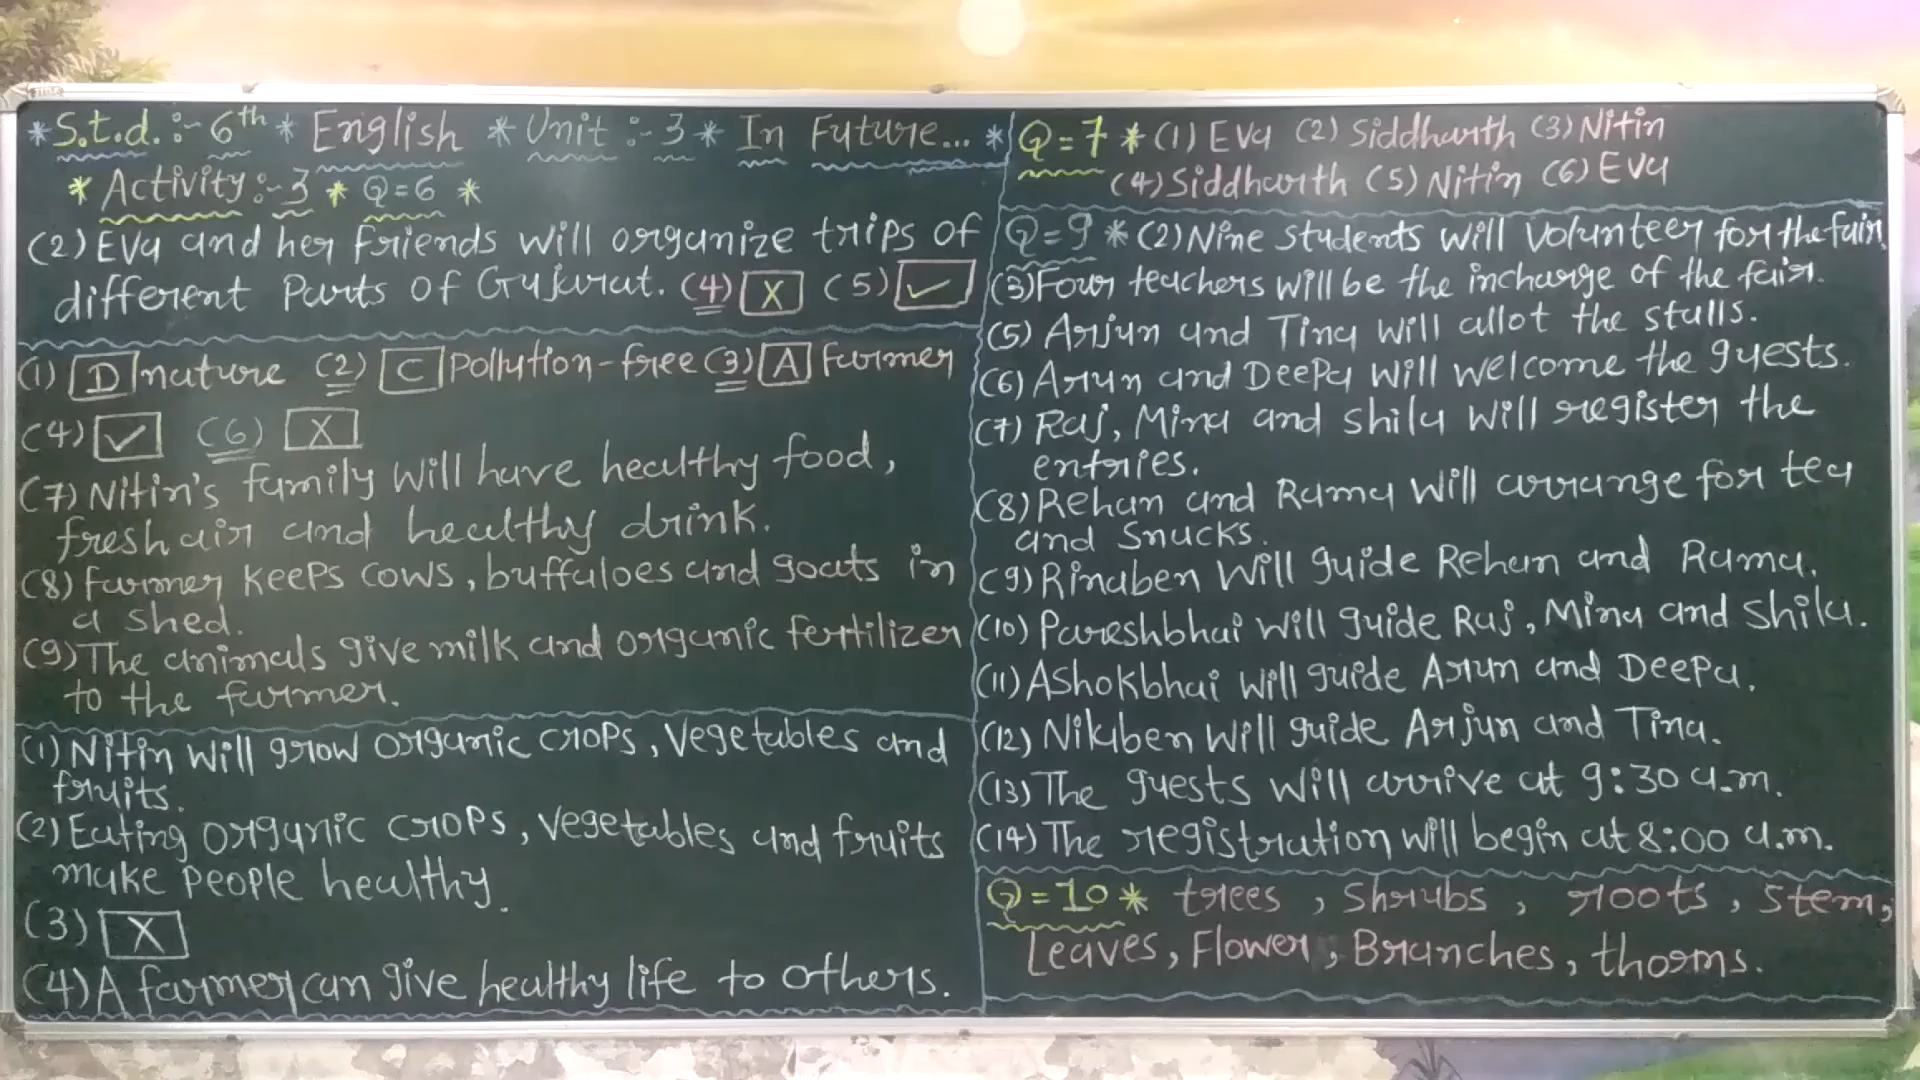 * S.t.d. :- 6th * English * Unit :- 3 * In Future... *
* Activity :- 3 * Q=6 *
(2) Eva and her friends will organize trips of
different Parts of Gujarat. (4) X (5) ✓
(1) D nature (2) C Pollution-free (3) A farmer
(4) ✓ (6) X
(7) Nitin's family will have healthy food,
fresh air and healthy drink.
(8) farmer keeps cows, buffaloes and goats in
a shed.
(9) The animals give milk and organic fertilizer
to the farmer.
(1) Nitin will grow organic crops, vegetables and
fruits.
(2) Eating organic crops, vegetables and fruits
make people healthy.
(3) X
(4) A farmer can give healthy life to others.
Q=7 * (1) Eva (2) Siddharth (3) Nitin
(4) Siddharth (5) Nitin (6) Eva
Q=9 * (2) Nine students will volunteer for the fair.
(3) Four teachers will be the incharge of the fair.
(5) Arjun and Tina will allot the stalls.
(6) Arun and Deepa will welcome the guests.
(7) Raj, Mina and Shila will register the
entries.
(8) Rehan and Rama will arrange for tea
and Snacks.
(9) Rinaben will guide Rehan and Rama.
(10) Pareshbhai will guide Raj, Mina and Shila.
(11) Ashokbhai will guide Arun and Deepa.
(12) Nikiben will guide Arjun and Tina.
(13) The guests will arrive at 9:30 a.m.
(14) The registration will begin at 8:00 a.m.
Q=10 * trees, Shrubs, roots, Stem,
Leaves, Flower, Branches, thorms.